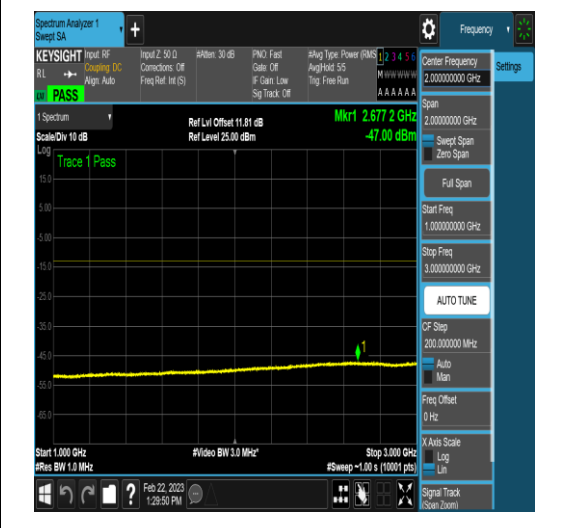 Spectrum Analyzer 1
Swept SA
Frequency
KEYSIGHT
RL
Input: RF
Coupling: DC
Align: Auto
Input Z: 50 Ω
Corrections: Off
Freq Ref: Int (S)
#Atten: 30 dB
PNO: Fast
Gate: Off
IF Gain: Low
Sig Track: Off
#Avg Type: Power (RMS
Avg|Hold: 5/5
Trig: Free Run
1 2 3 4 5 6
M W W W W W
A A A A A A
PASS
1 Spectrum
Scale/Div 10 dB
Ref Lvl Offset 11.81 dB
Ref Level 25.00 dBm
Mkr1 2.677 2 GHz
-47.00 dBm
Log
Trace 1 Pass
15.0
5.00
-5.00
-15.0
-25.0
-35.0
-45.0
-55.0
-65.0
1
Start 1.000 GHz
#Res BW 1.0 MHz
#Video BW 3.0 MHz*
Stop 3.000 GHz
#Sweep ~1.00 s (10001 pts)
Feb 22, 2023
1:29:50 PM
Center Frequency
2.000000000 GHz
Settings
Span
2.00000000 GHz
Swept Span
Zero Span
Full Span
Start Freq
1.000000000 GHz
Stop Freq
3.000000000 GHz
AUTO TUNE
CF Step
200.000000 MHz
Auto
Man
Freq Offset
0 Hz
X Axis Scale
Log
Lin
Signal Track
(Span Zoom)